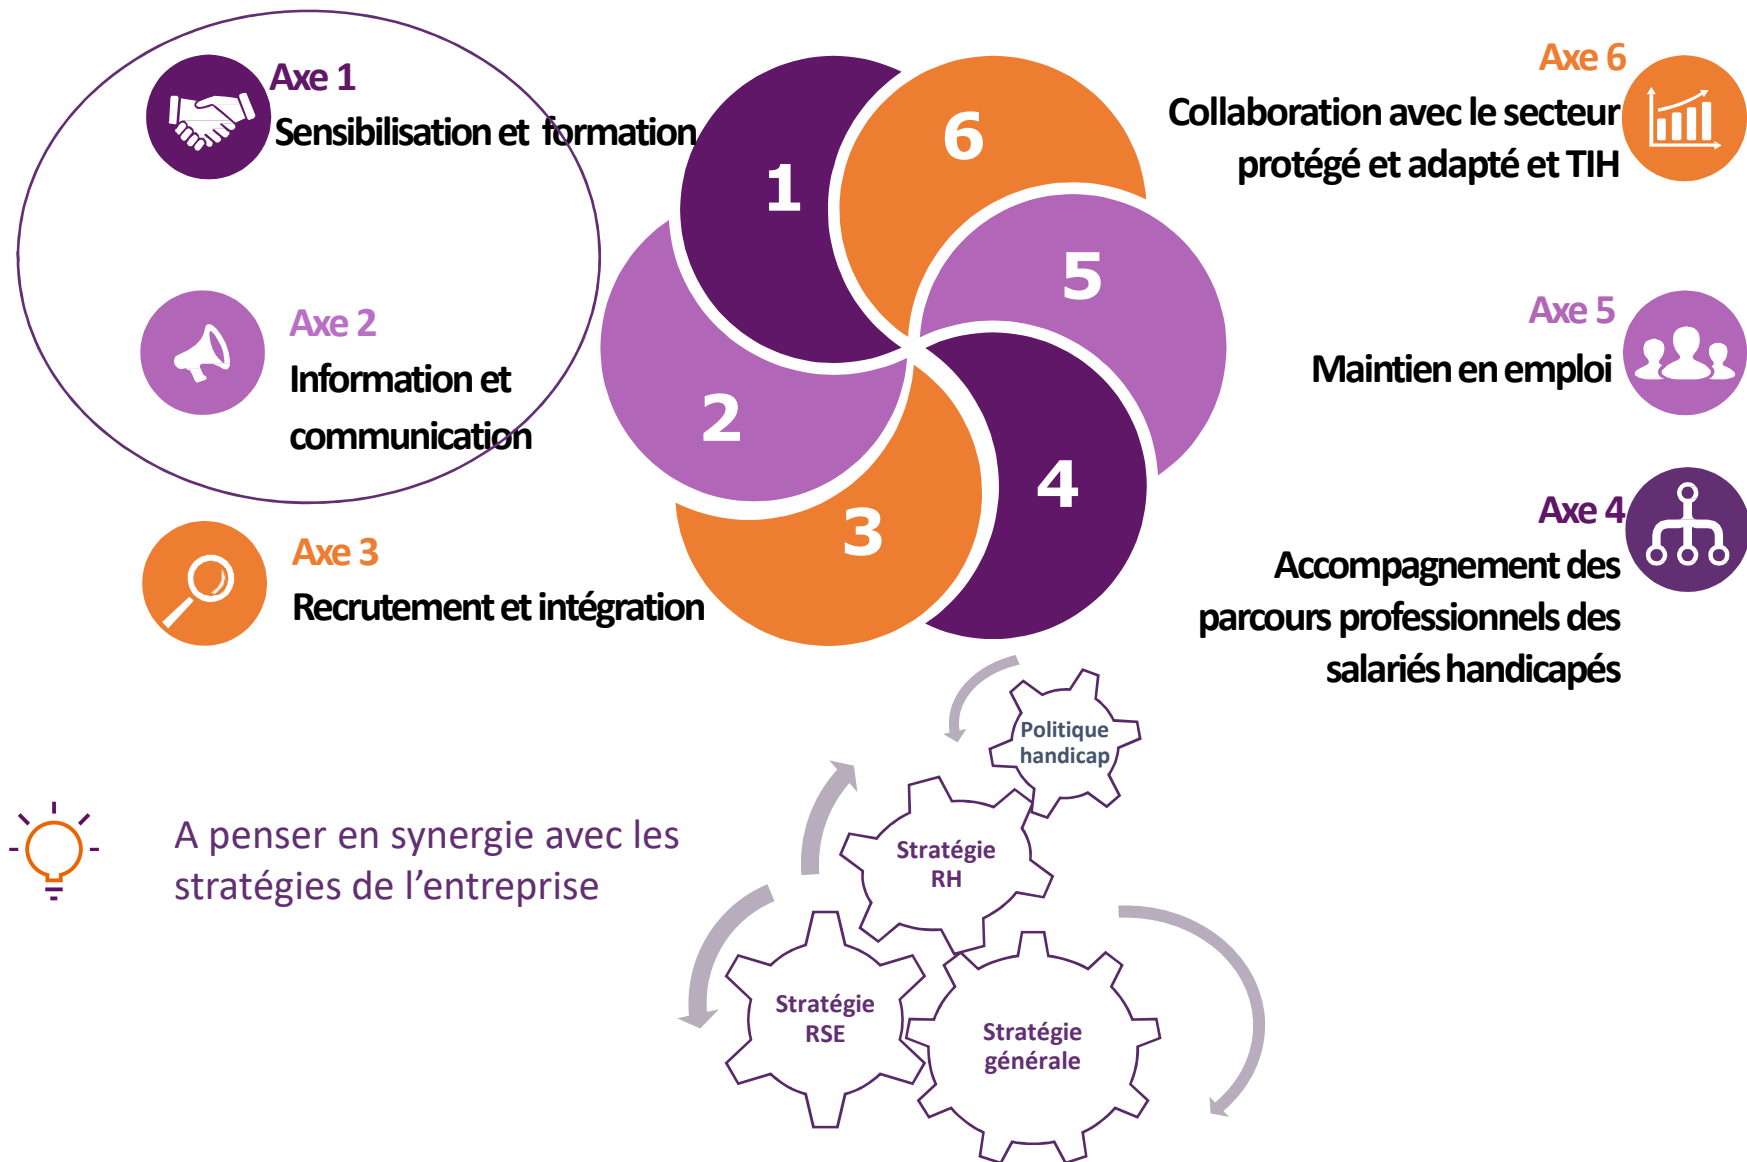 Axe 1
Sensibilisation et formation
Axe 2
Information et
communication
Axe 3
Recrutement et intégration
1
6
5
2
4
3
Axe 6
Collaboration avec le secteur
protégé et adapté et TIH
Axe 5
Maintien en emploi
Axe 4
Accompagnement des
parcours professionnels des
salariés handicapés
A penser en synergie avec les
stratégies de l’entreprise
Politique
handicap
Stratégie
RH
Stratégie
RSE
Stratégie
générale